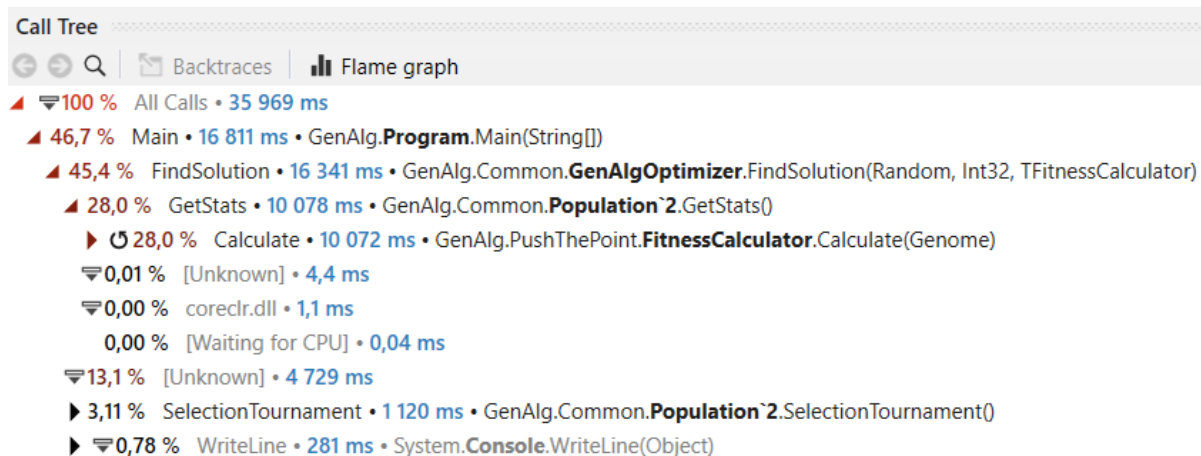 Call Tree
Backtraces Flame graph
100 % All Calls • 35 969 ms
46,7 % Main • 16 811 ms • GenAlg.Program.Main(String[])
45,4 % FindSolution • 16 341 ms • GenAlg.Common.GenAlgOptimizer.FindSolution(Random, Int32, TFitnessCalculator)
28,0 % GetStats • 10 078 ms • GenAlg.Common.Population`2.GetStats()
28,0 % Calculate • 10 072 ms • GenAlg.PushThePoint.FitnessCalculator.Calculate(Genome)
0,01 % [Unknown] • 4,4 ms
0,00 % coreclr.dll • 1,1 ms
0,00 % [Waiting for CPU] • 0,04 ms
13,1 % [Unknown] • 4 729 ms
3,11 % SelectionTournament • 1 120 ms • GenAlg.Common.Population`2.SelectionTournament()
0,78 % WriteLine • 281 ms • System.Console.WriteLine(Object)